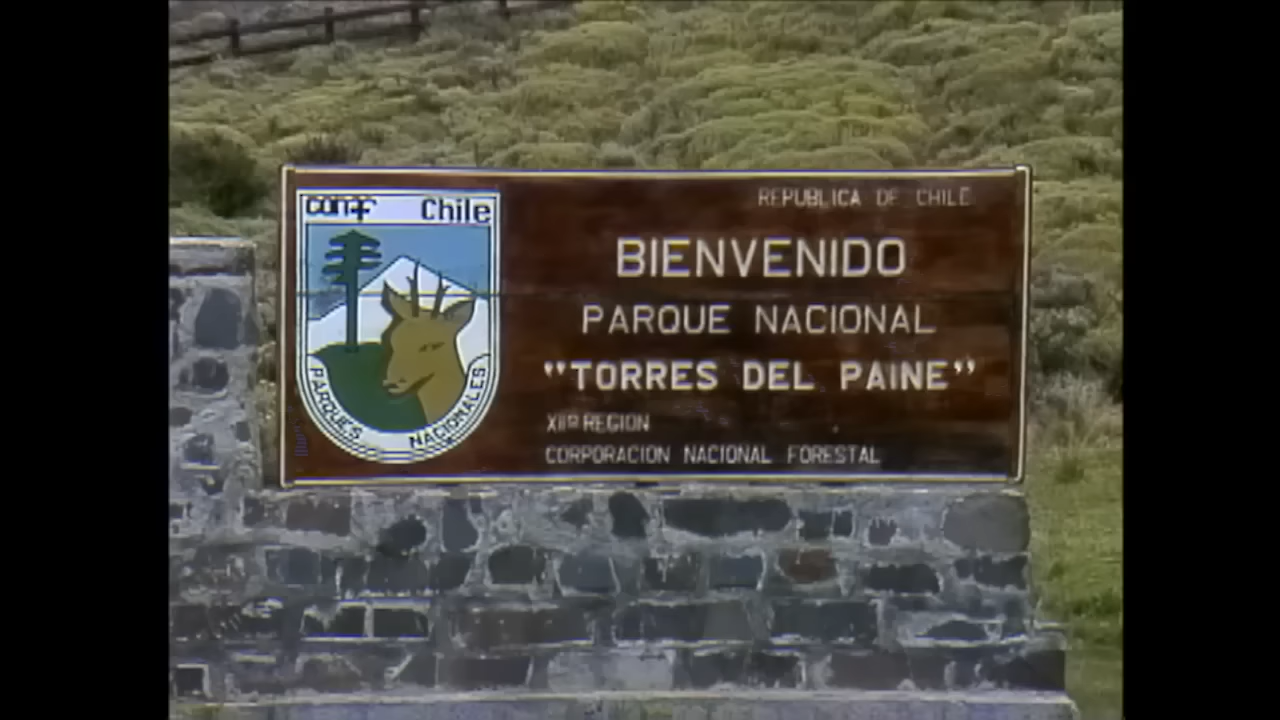 conaf Chile
PARQUES NACIONALES
REPUBLICA DE CHILE
BIENVENIDO
PARQUE NACIONAL
"TORRES DEL PAINE"
XIIª REGION
CORPORACION NACIONAL FORESTAL